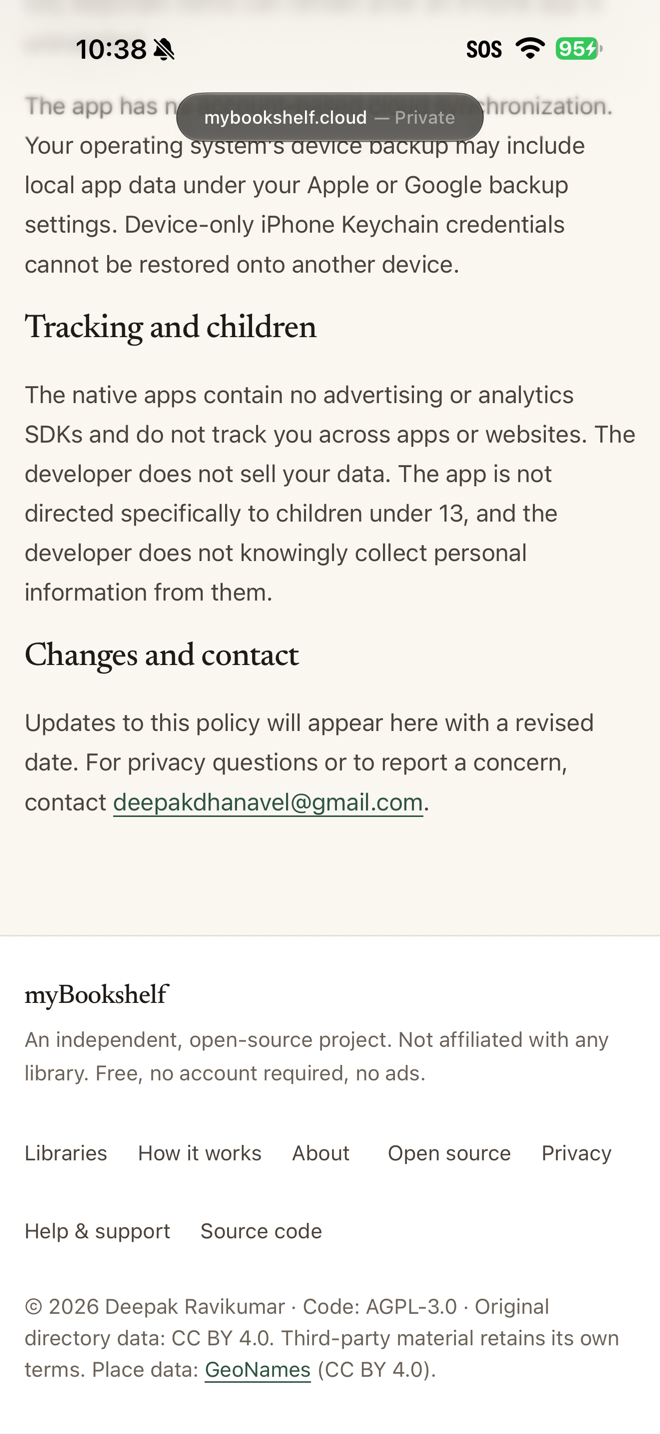 10:38
SOS
95
The app has n chronization.
mybookshelf.cloud — Private
Your operating system's device backup may include
local app data under your Apple or Google backup
settings. Device-only iPhone Keychain credentials
cannot be restored onto another device.
Tracking and children
The native apps contain no advertising or analytics
SDKs and do not track you across apps or websites. The
developer does not sell your data. The app is not
directed specifically to children under 13, and the
developer does not knowingly collect personal
information from them.
Changes and contact
Updates to this policy will appear here with a revised
date. For privacy questions or to report a concern,
contact deepakdhanavel@gmail.com.
myBookshelf
An independent, open-source project. Not affiliated with any
library. Free, no account required, no ads.
Libraries How it works About Open source Privacy
Help & support Source code
© 2026 Deepak Ravikumar · Code: AGPL-3.0 · Original
directory data: CC BY 4.0. Third-party material retains its own
terms. Place data: GeoNames (CC BY 4.0).